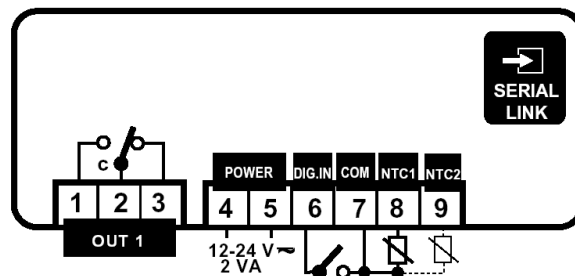 SERIAL
LINK
C
POWER DIG.IN COM NTC1 NTC2
1 2 3 4 5 6 7 8 9
OUT 1
12-24 V ~
2 VA